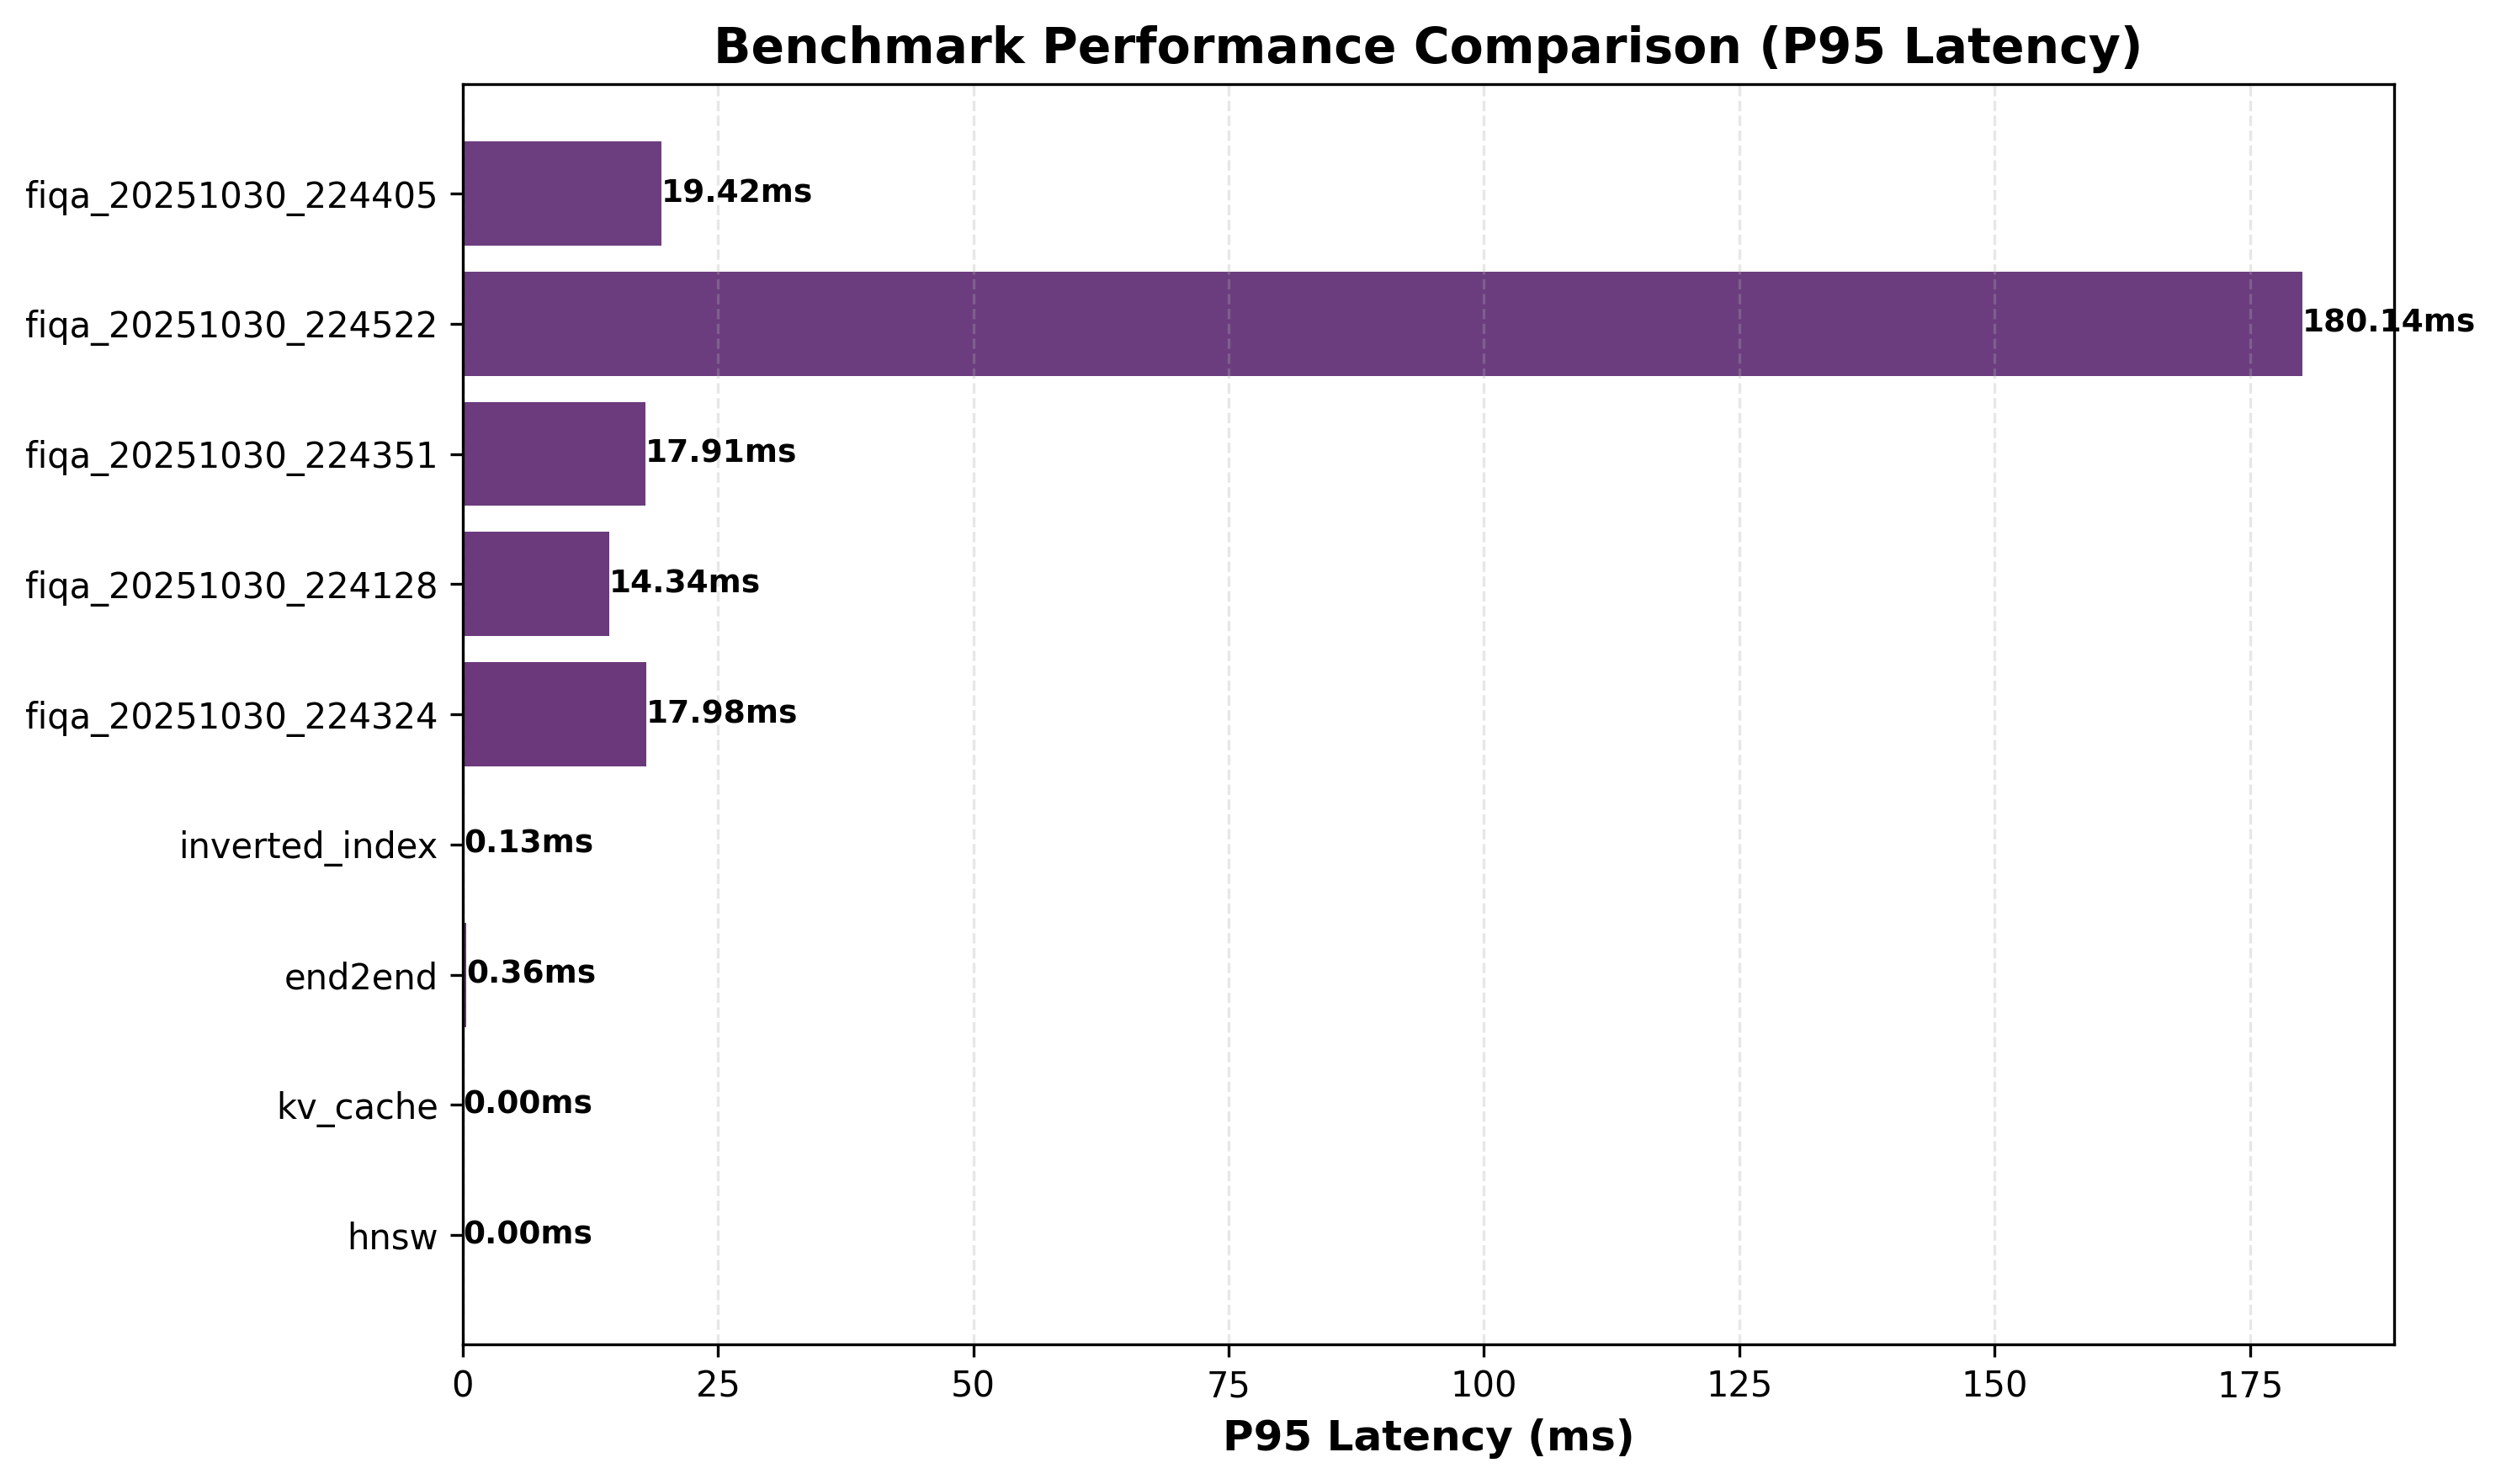 Benchmark Performance Comparison (P95 Latency)
fiqa_20251030_224405 19.42ms
fiqa_20251030_224522 180.14ms
fiqa_20251030_224351 17.91ms
fiqa_20251030_224128 14.34ms
fiqa_20251030_224324 17.98ms
inverted_index 0.13ms
end2end 0.36ms
kv_cache 0.00ms
hnsw 0.00ms
0 25 50 75 100 125 150 175
P95 Latency (ms)